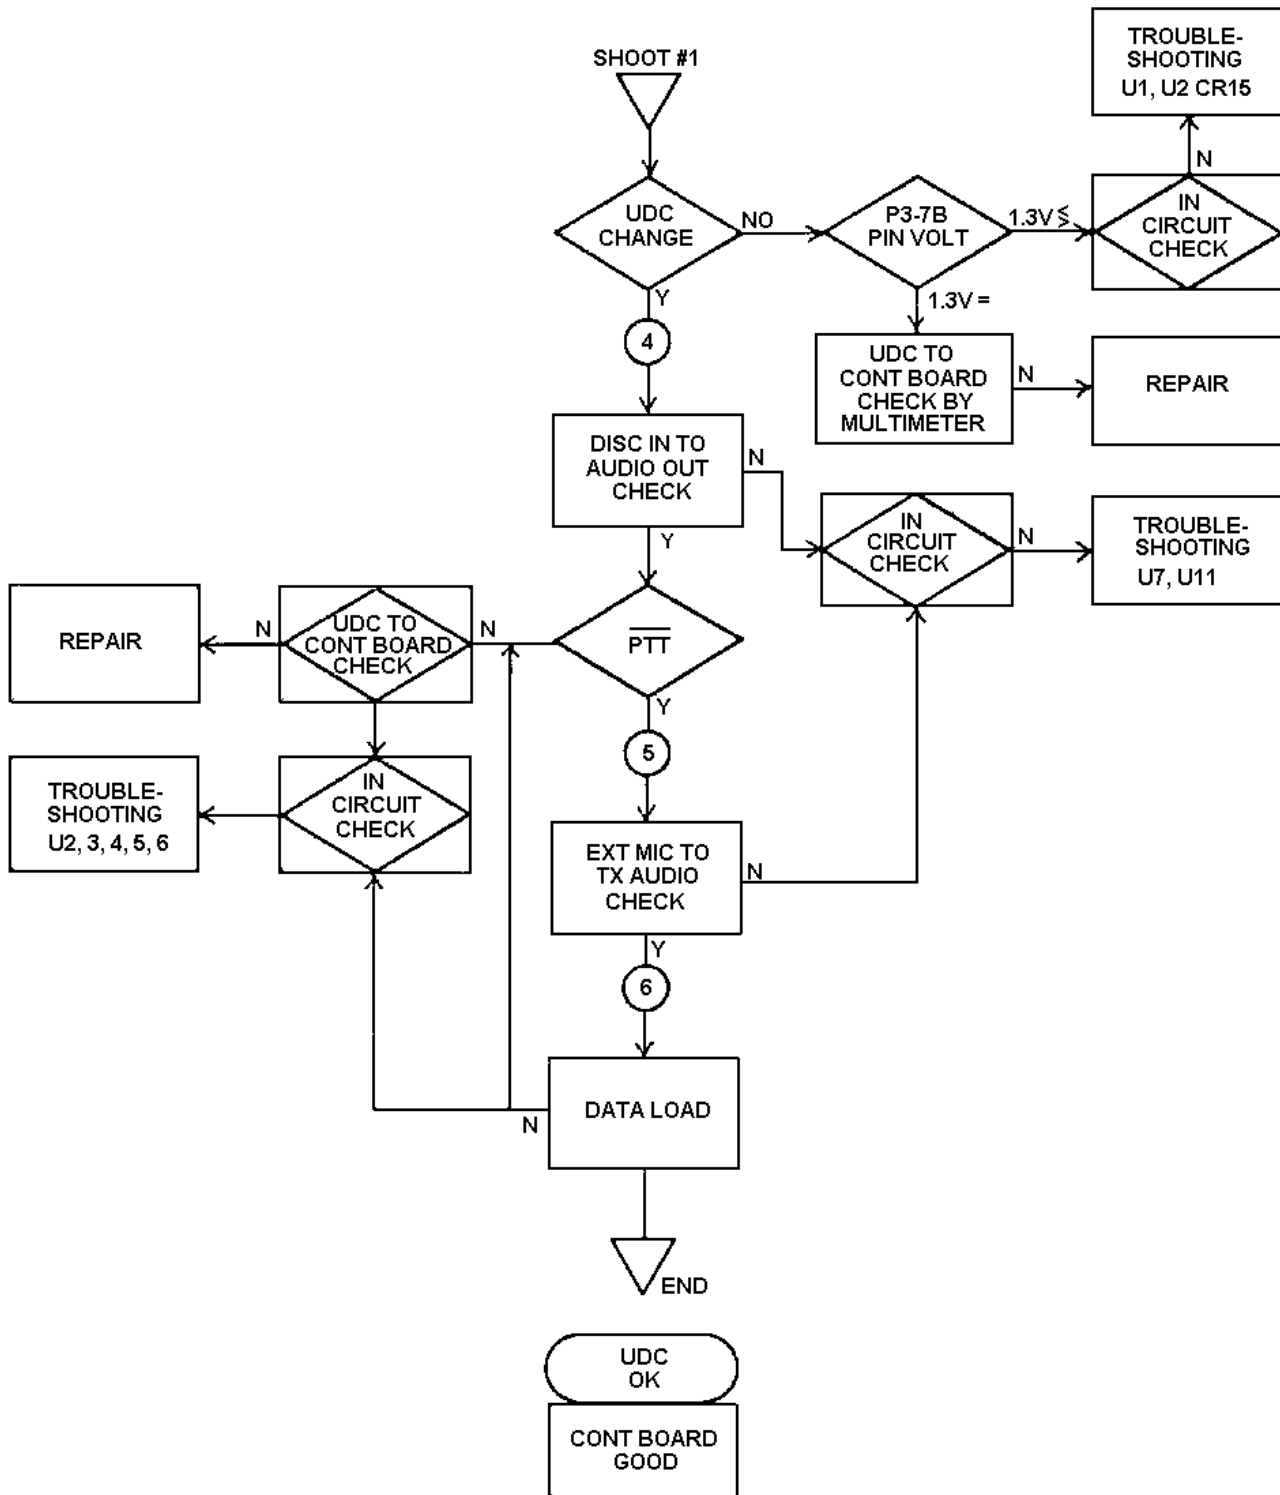 SHOOT #1
TROUBLE-
SHOOTING
U1, U2 CR15
N
UDC
CHANGE
NO
P3-7B
PIN VOLT
1.3V ≤
IN
CIRCUIT
CHECK
Y
1.3V =
4
UDC TO
CONT BOARD
CHECK BY
MULTIMETER
N
REPAIR
DISC IN TO
AUDIO OUT
CHECK
N
Y
IN
CIRCUIT
CHECK
N
TROUBLE-
SHOOTING
U7, U11
REPAIR
N
UDC TO
CONT BOARD
CHECK
N
PTT
Y
5
TROUBLE-
SHOOTING
U2, 3, 4, 5, 6
IN
CIRCUIT
CHECK
EXT MIC TO
TX AUDIO
CHECK
N
Y
6
DATA LOAD
N
END
UDC
OK
CONT BOARD
GOOD